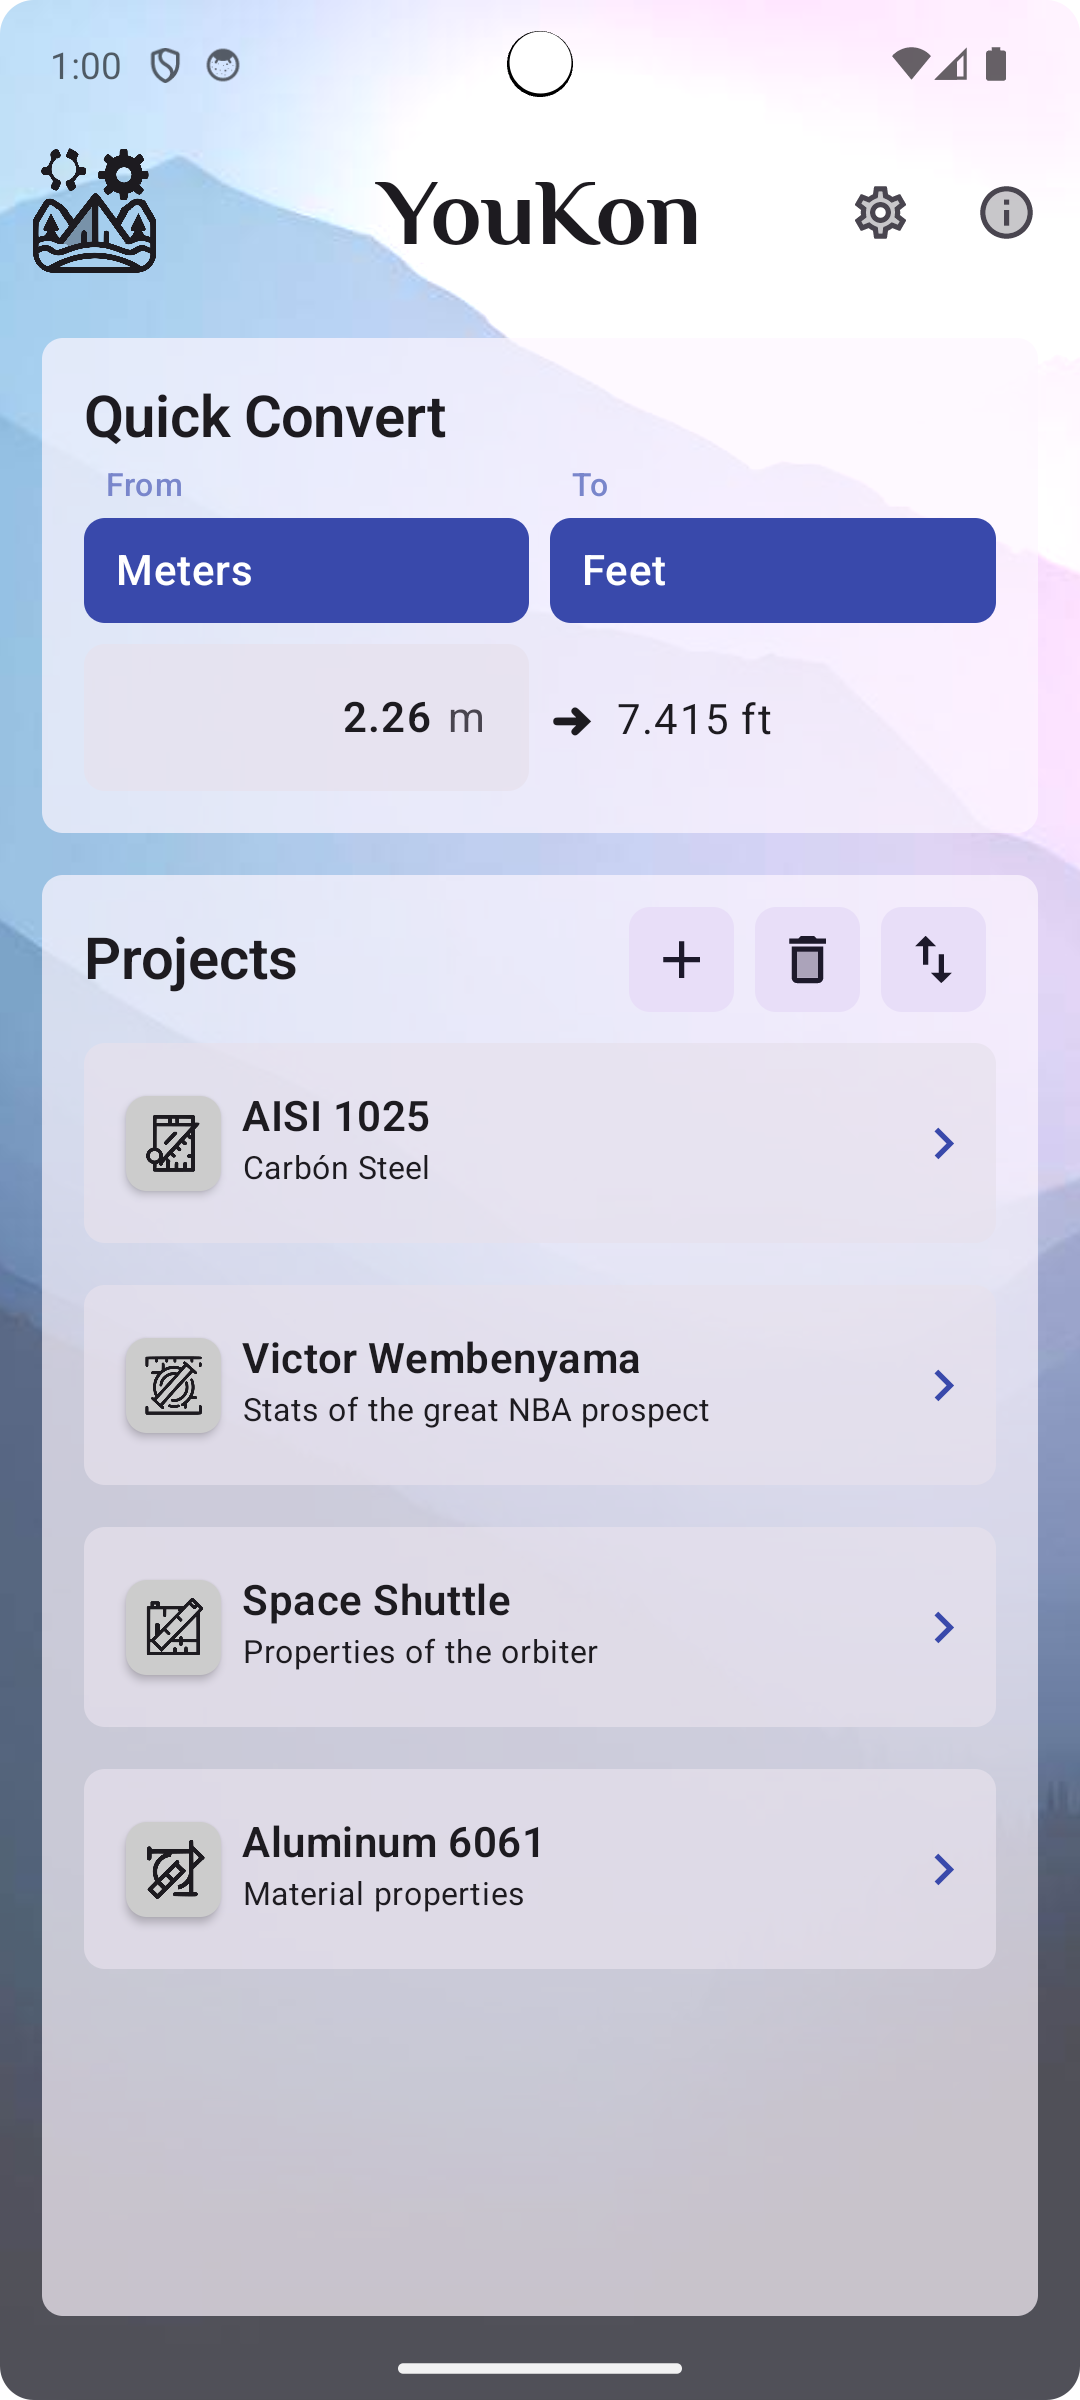 1:00
YouKon
Quick Convert
From To
Meters Feet
2.26 m 7.415 ft
Projects
AISI 1025
Carbón Steel
Victor Wembenyama
Stats of the great NBA prospect
Space Shuttle
Properties of the orbiter
Aluminum 6061
Material properties